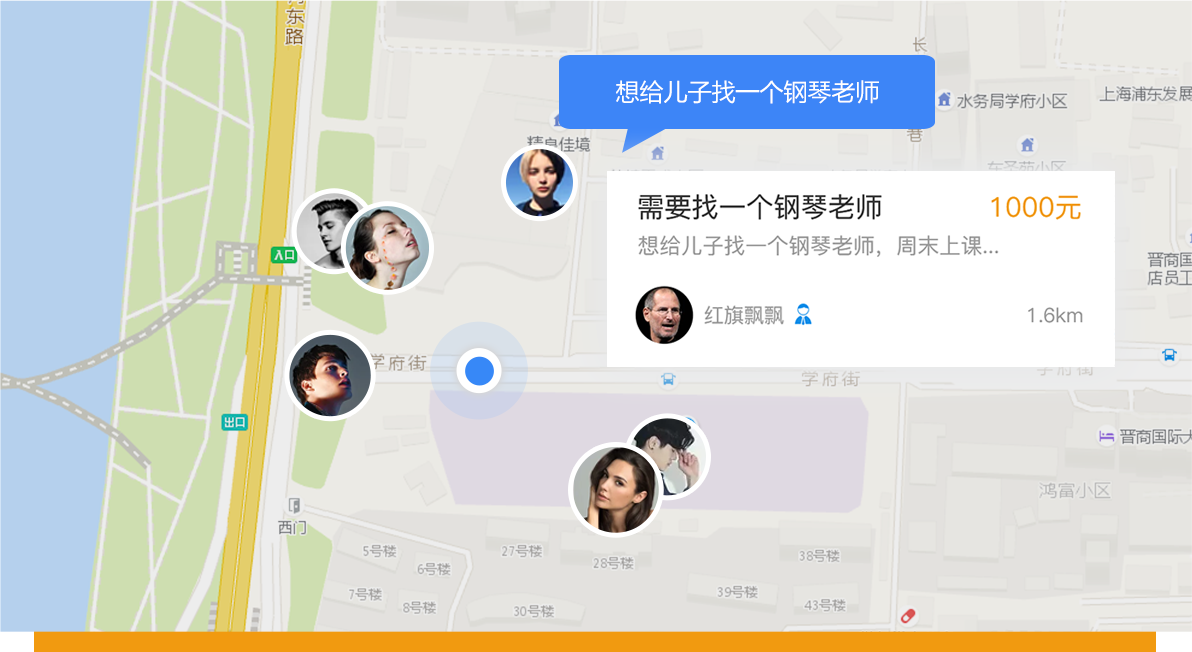 河东路
长
巷
想给儿子找一个钢琴老师
水务局学府小区
上海浦东发展
需要找一个钢琴老师
1000元
想给儿子找一个钢琴老师，周末上课...
红旗飘飘
1.6km
入口
晋商国
店员工
学府街
学府街
学府街
出口
晋商国际大
鸿富小区
西门
5号楼
6号楼
27号楼
28号楼
38号楼
7号楼
8号楼
30号楼
39号楼
43号楼